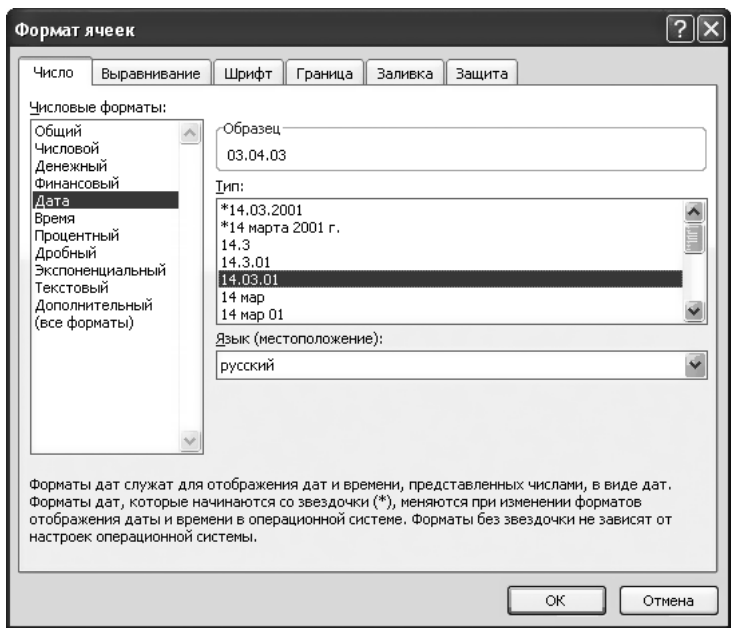 Формат ячеек
Число Выравнивание Шрифт Граница Заливка Защита
Числовые форматы:
Общий
Числовой
Денежный
Финансовый
Дата
Время
Процентный
Дробный
Экспоненциальный
Текстовый
Дополнительный
(все форматы)
Образец
03.04.03
Тип:
*14.03.2001
*14 марта 2001 г.
14.3
14.3.01
14.03.01
14 мар
14 мар 01
Язык (местоположение):
русский
Форматы дат служат для отображения дат и времени, представленных числами, в виде дат.
Форматы дат, которые начинаются со звездочки (*), меняются при изменении форматов
отображения даты и времени в операционной системе. Форматы без звездочки не зависят от
настроек операционной системы.
ОК Отмена